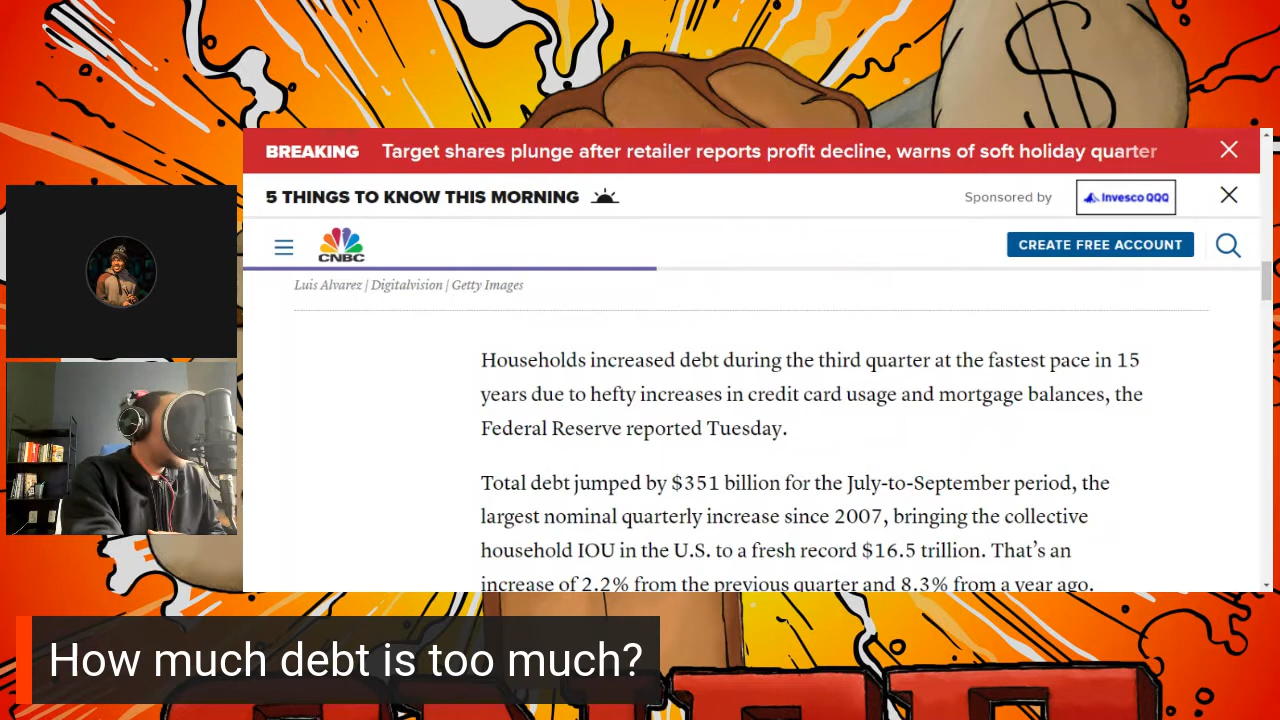 BREAKING Target shares plunge after retailer reports profit decline, warns of soft holiday quarter
5 THINGS TO KNOW THIS MORNING Sponsored by Invesco QQQ
CNBC CREATE FREE ACCOUNT
Luis Alvarez | Digitalvision | Getty Images
Households increased debt during the third quarter at the fastest pace in 15
years due to hefty increases in credit card usage and mortgage balances, the
Federal Reserve reported Tuesday.
Total debt jumped by $351 billion for the July-to-September period, the
largest nominal quarterly increase since 2007, bringing the collective
household IOU in the U.S. to a fresh record $16.5 trillion. That’s an
increase of 2.2% from the previous quarter and 8.3% from a year ago.
How much debt is too much?